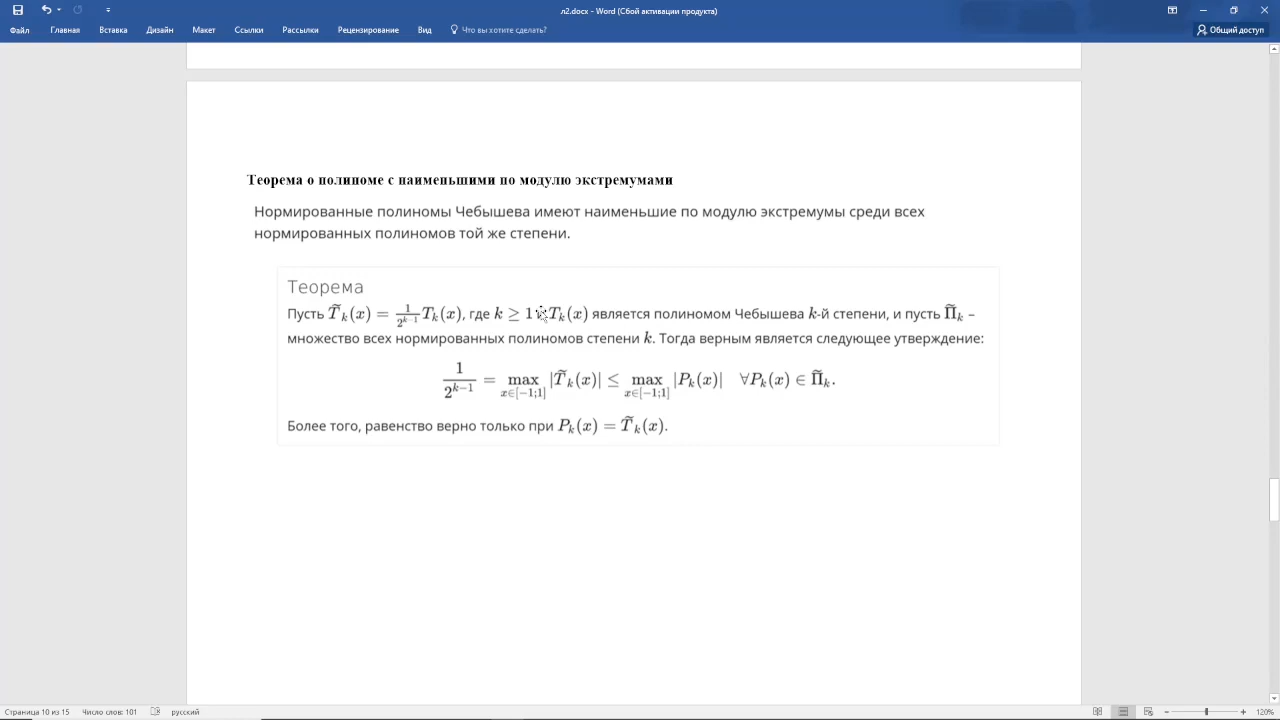 л2.docx - Word (Сбой активации продукта)
Файл Главная Вставка Дизайн Макет Ссылки Рассылки Рецензирование Вид Что вы хотите сделать? Общий доступ
Теорема о полиноме с наименьшими по модулю экстремумами
Нормированные полиномы Чебышева имеют наименьшие по модулю экстремумы среди всех
нормированных полиномов той же степени.
Теорема
Пусть T̃ₖ(x) = 1/2ᵏ⁻¹ Tₖ(x), где k ≥ 1 Tₖ(x) является полиномом Чебышева k-й степени, и пусть Π̃ₖ –
множество всех нормированных полиномов степени k. Тогда верным является следующее утверждение:
1/2ᵏ⁻¹ = max x∈[−1;1] |T̃ₖ(x)| ≤ max x∈[−1;1] |Pₖ(x)| ∀Pₖ(x) ∈ Π̃ₖ.
Более того, равенство верно только при Pₖ(x) = T̃ₖ(x).
Страница 10 из 15 Число слов: 101 русский 120%